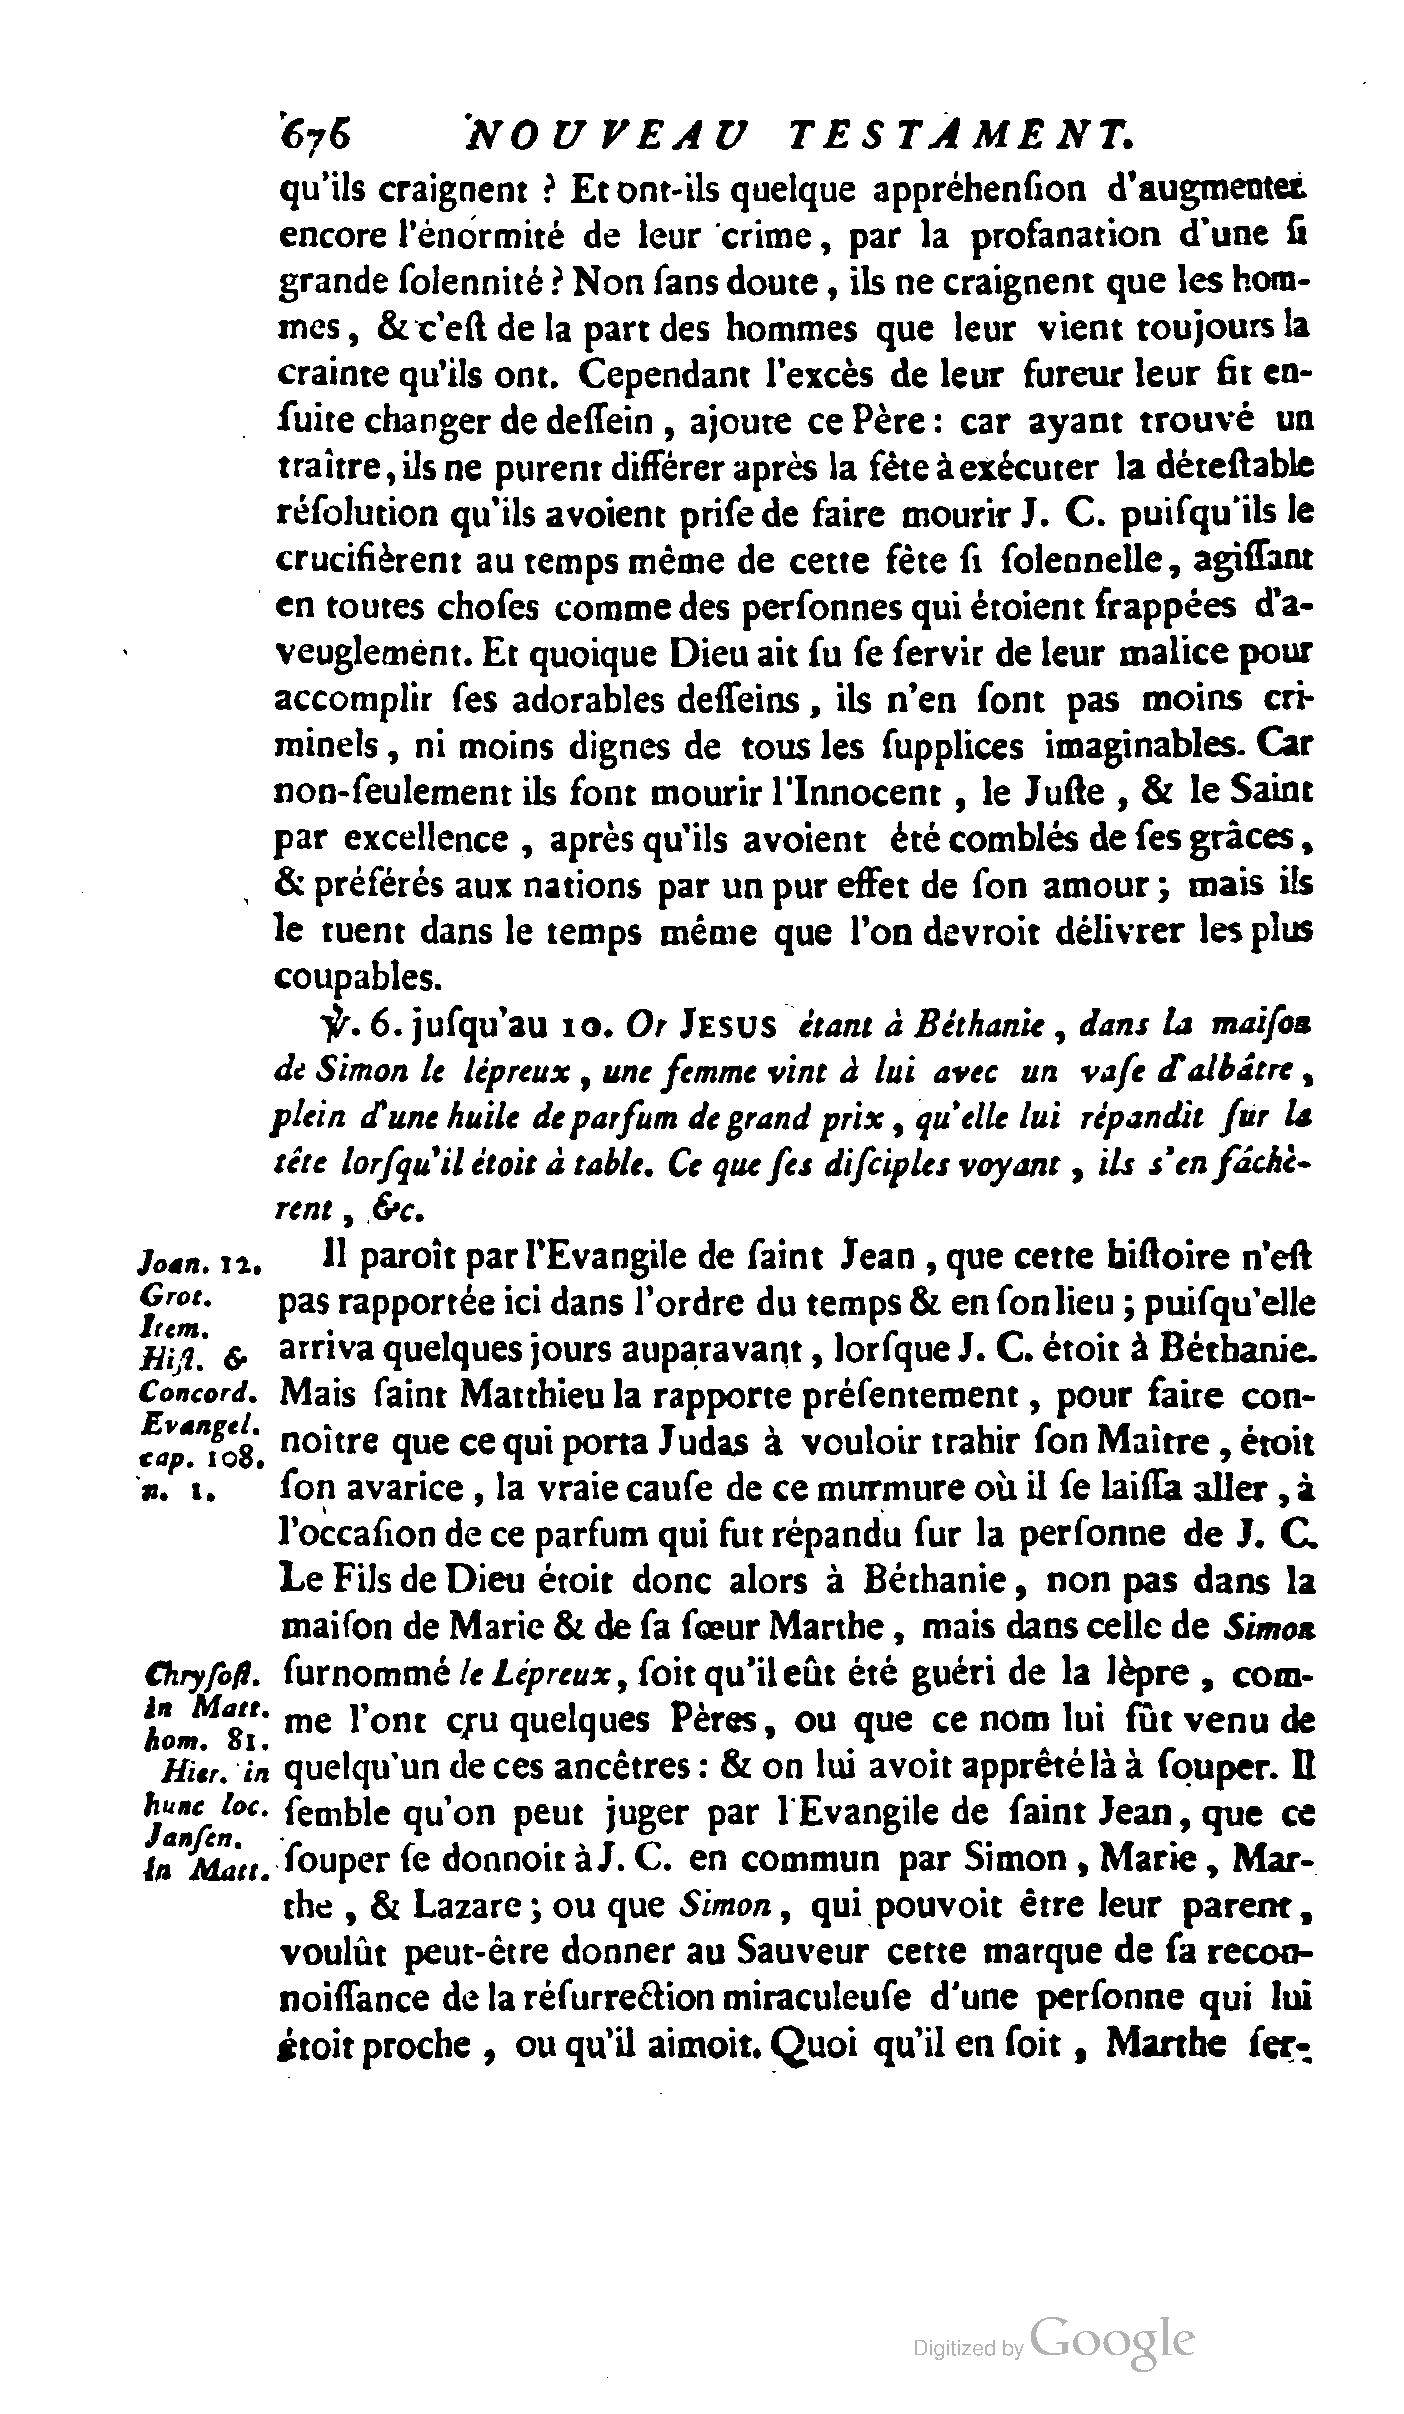 676 NOUVEAU TESTAMENT.
qu'ils craignent ? Et ont-ils quelque appréhenſion d'augmenter
encore l'énormité de leur crime, par la profanation d'une ſi
grande ſolennité ? Non ſans doute, ils ne craignent que les hom-
mes, & c'eſt de la part des hommes que leur vient toujours la
crainte qu'ils ont. Cependant l'excès de leur fureur leur fit en-
ſuite changer de deſſein, ajoute ce Père : car ayant trouvé un
traître, ils ne purent différer après la fête à exécuter la déteſtable
réſolution qu'ils avoient priſe de faire mourir J. C. puiſqu'ils le
crucifièrent au temps même de cette fête ſi ſolennelle, agiſſant
en toutes choſes comme des perſonnes qui étoient frappées d'a-
veuglement. Et quoique Dieu ait ſu ſe ſervir de leur malice pour
accomplir ſes adorables deſſeins, ils n'en ſont pas moins cri-
minels, ni moins dignes de tous les ſupplices imaginables. Car
non-ſeulement ils font mourir l'Innocent, le Juſte, & le Saint
par excellence, après qu'ils avoient été comblés de ſes grâces,
& préférés aux nations par un pur effet de ſon amour ; mais ils
le tuent dans le temps même que l'on devroit délivrer les plus
coupables.
℣. 6. juſqu'au 10. Or JESUS étant à Béthanie, dans la maiſon
de Simon le lépreux, une femme vint à lui avec un vaſe d'albâtre,
plein d'une huile de parfum de grand prix, qu'elle lui répandit ſur la
tête lorſqu'il étoit à table. Ce que ſes diſciples voyant, ils s'en fâchè-
rent, &c.
Il paroît par l'Evangile de ſaint Jean, que cette hiſtoire n'eſt
pas rapportée ici dans l'ordre du temps & en ſon lieu ; puiſqu'elle
arriva quelques jours auparavant, lorſque J. C. étoit à Béthanie.
Mais ſaint Matthieu la rapporte préſentement, pour faire con-
noître que ce qui porta Judas à vouloir trahir ſon Maître, étoit
ſon avarice, la vraie cauſe de ce murmure où il ſe laiſſa aller, à
l'occaſion de ce parfum qui fut répandu ſur la perſonne de J. C.
Le Fils de Dieu étoit donc alors à Béthanie, non pas dans la
maiſon de Marie & de ſa ſœur Marthe, mais dans celle de Simon
ſurnommé le Lépreux, ſoit qu'il eût été guéri de la lèpre, com-
me l'ont cru quelques Pères, ou que ce nom lui fût venu de
quelqu'un de ces ancêtres : & on lui avoit apprêté là à ſouper. Il
ſemble qu'on peut juger par l'Evangile de ſaint Jean, que ce
ſouper ſe donnoit à J. C. en commun par Simon, Marie, Mar-
the, & Lazare ; ou que Simon, qui pouvoit être leur parent,
voulût peut-être donner au Sauveur cette marque de ſa recon-
noiſſance de la réſurrection miraculeuſe d'une perſonne qui lui
étoit proche, ou qu'il aimoit. Quoi qu'il en ſoit, Marthe ſer-
Joan. 12.
Grot.
Item.
Hiſt. &
Concord.
Evangel.
cap. 108.
n. 1.
Chryſoſt.
in Matt.
hom. 81.
Hier. in
hunc loc.
Janſen.
in Matt.
Digitized by Google